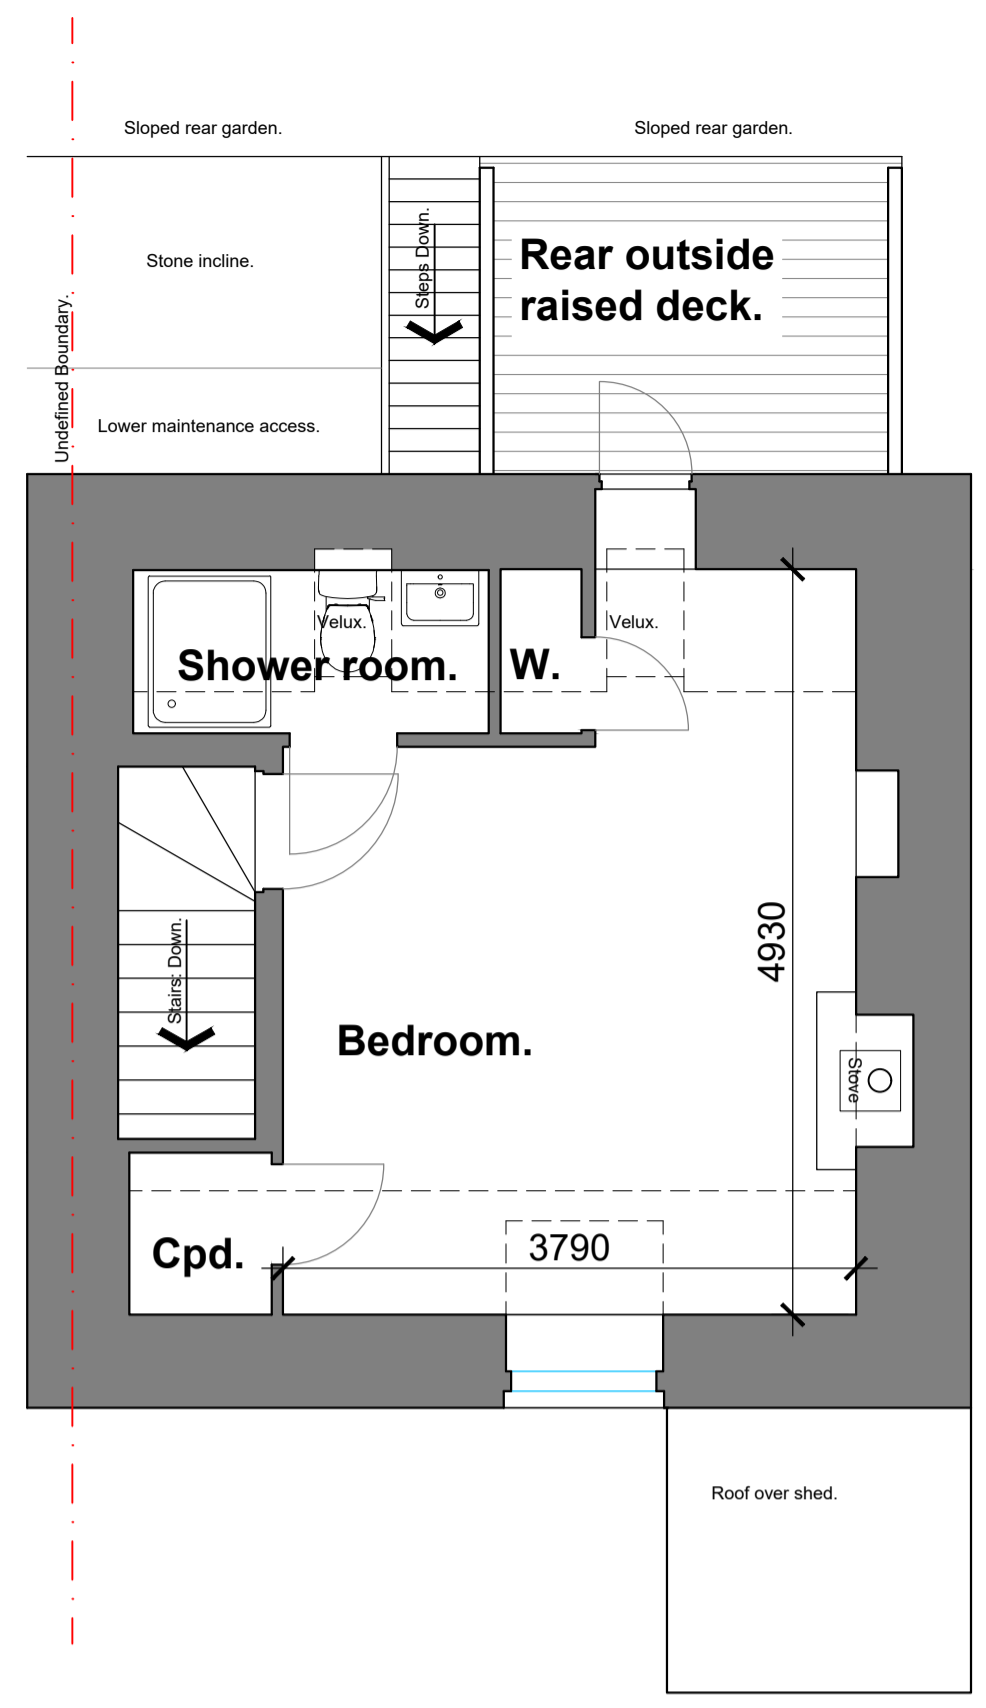 Sloped rear garden.
Sloped rear garden.
Stone incline.
Steps Down.
Rear outside
raised deck.
Undefined Boundary.
Lower maintenance access.
Velux.
Velux.
Shower room.
W.
4930
Stairs: Down.
Bedroom.
Stove
Cpd.
3790
Roof over shed.